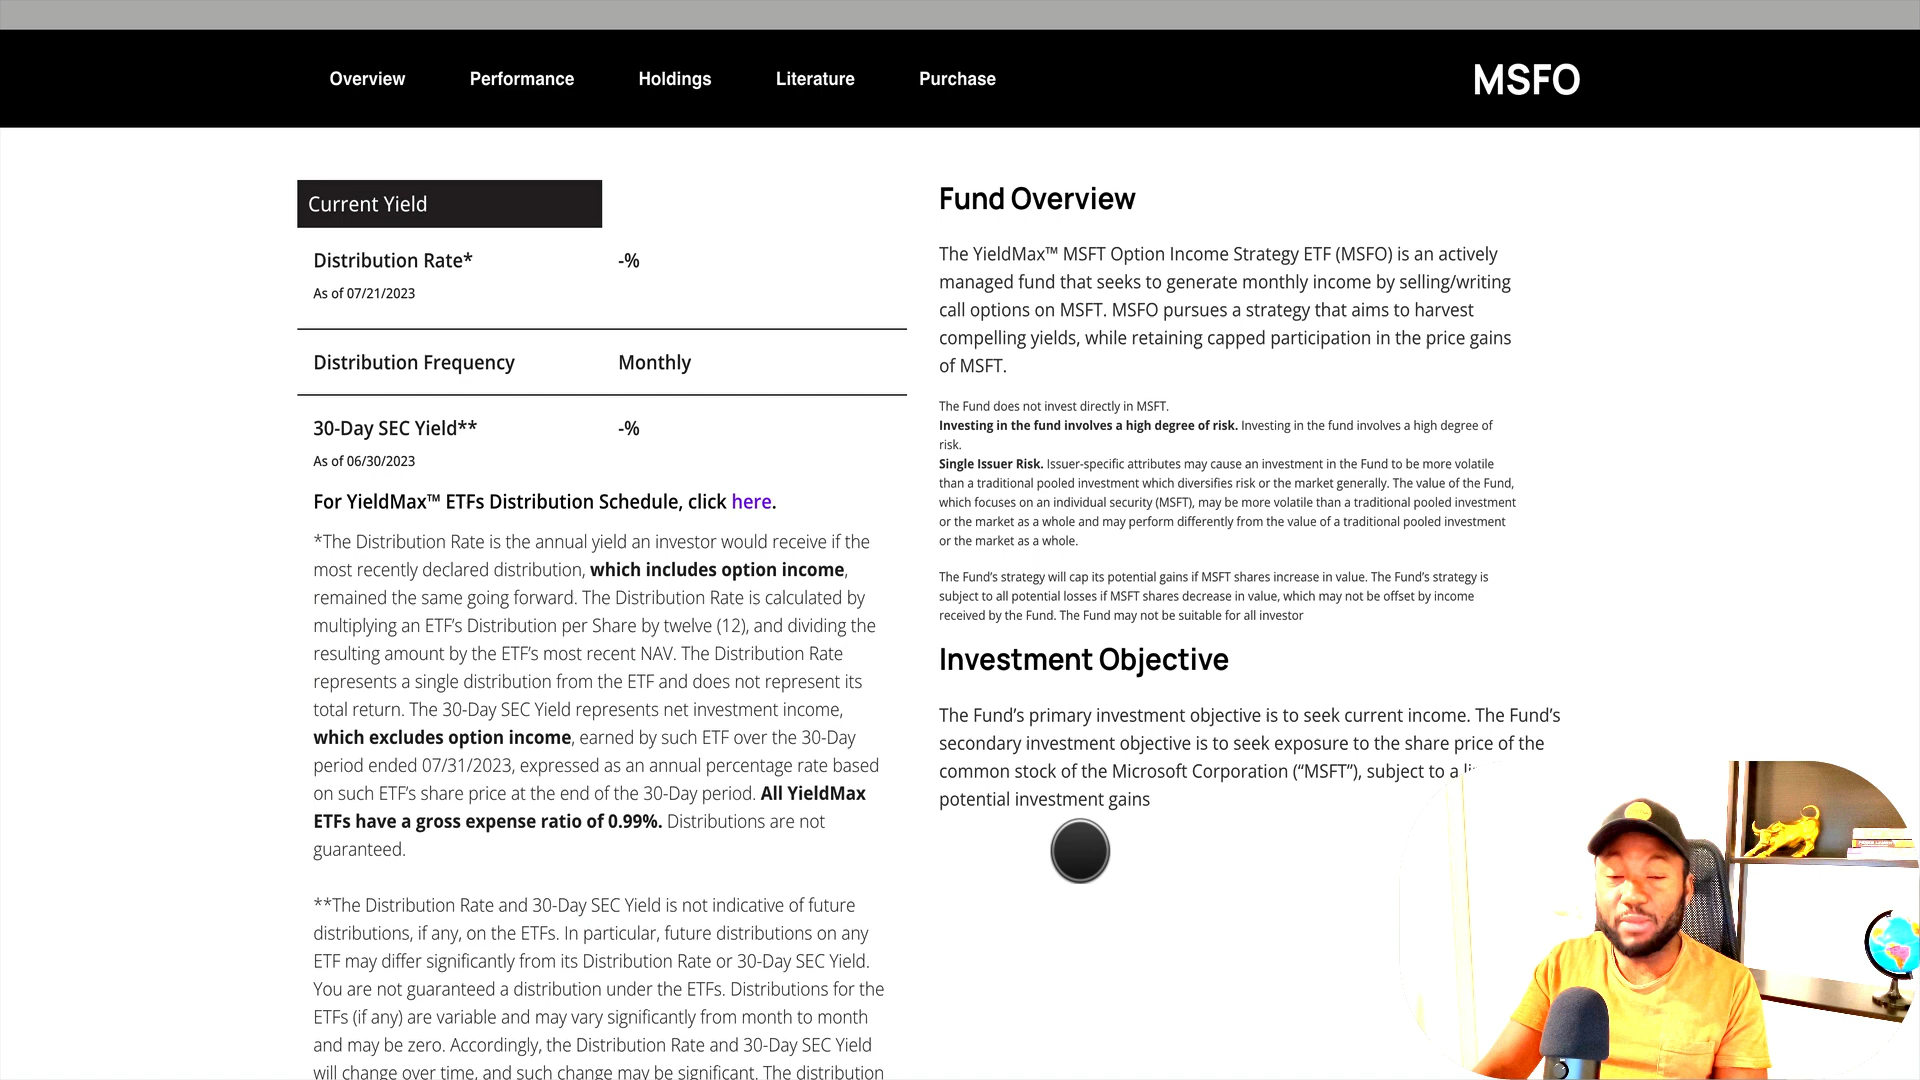 Overview Performance Holdings Literature Purchase MSFO
Current Yield
Distribution Rate* -%
As of 07/21/2023
Distribution Frequency Monthly
30-Day SEC Yield** -%
As of 06/30/2023
For YieldMax™ ETFs Distribution Schedule, click here.
*The Distribution Rate is the annual yield an investor would receive if the
most recently declared distribution, which includes option income,
remained the same going forward. The Distribution Rate is calculated by
multiplying an ETF’s Distribution per Share by twelve (12), and dividing the
resulting amount by the ETF’s most recent NAV. The Distribution Rate
represents a single distribution from the ETF and does not represent its
total return. The 30-Day SEC Yield represents net investment income,
which excludes option income, earned by such ETF over the 30-Day
period ended 07/31/2023, expressed as an annual percentage rate based
on such ETF’s share price at the end of the 30-Day period. All YieldMax
ETFs have a gross expense ratio of 0.99%. Distributions are not
guaranteed.
**The Distribution Rate and 30-Day SEC Yield is not indicative of future
distributions, if any, on the ETFs. In particular, future distributions on any
ETF may differ significantly from its Distribution Rate or 30-Day SEC Yield.
You are not guaranteed a distribution under the ETFs. Distributions for the
ETFs (if any) are variable and may vary significantly from month to month
and may be zero. Accordingly, the Distribution Rate and 30-Day SEC Yield
will change over time, and such change may be significant. The distribution
Fund Overview
The YieldMax™ MSFT Option Income Strategy ETF (MSFO) is an actively
managed fund that seeks to generate monthly income by selling/writing
call options on MSFT. MSFO pursues a strategy that aims to harvest
compelling yields, while retaining capped participation in the price gains
of MSFT.
The Fund does not invest directly in MSFT.
Investing in the fund involves a high degree of risk. Investing in the fund involves a high degree of
risk.
Single Issuer Risk. Issuer-specific attributes may cause an investment in the Fund to be more volatile
than a traditional pooled investment which diversifies risk or the market generally. The value of the Fund,
which focuses on an individual security (MSFT), may be more volatile than a traditional pooled investment
or the market as a whole and may perform differently from the value of a traditional pooled investment
or the market as a whole.
The Fund’s strategy will cap its potential gains if MSFT shares increase in value. The Fund’s strategy is
subject to all potential losses if MSFT shares decrease in value, which may not be offset by income
received by the Fund. The Fund may not be suitable for all investor
Investment Objective
The Fund’s primary investment objective is to seek current income. The Fund’s
secondary investment objective is to seek exposure to the share price of the
common stock of the Microsoft Corporation (“MSFT”), subject to a
potential investment gains